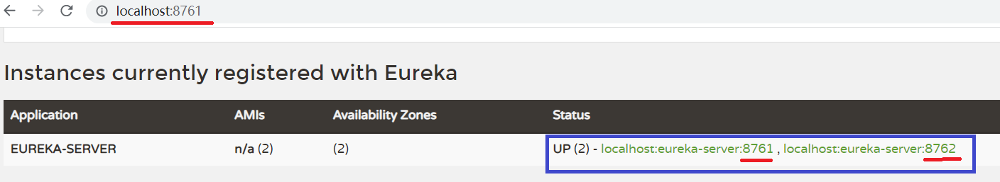 localhost:8761
Instances currently registered with Eureka
Application AMIs Availability Zones Status
EUREKA-SERVER n/a (2) (2) UP (2) - localhost:eureka-server:8761 , localhost:eureka-server:8762